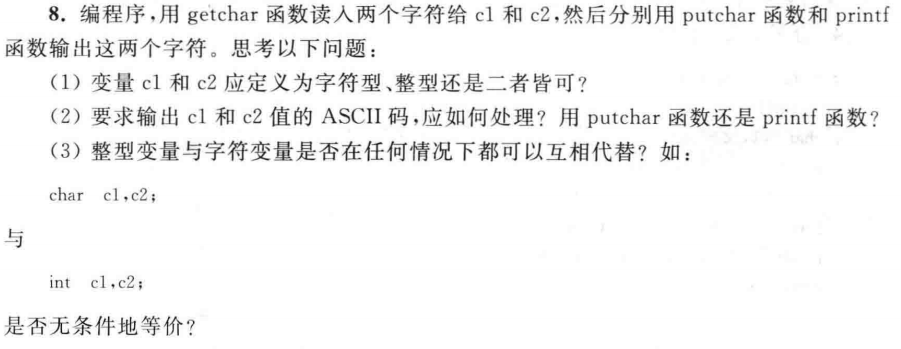 8. 编程序,用 getchar 函数读入两个字符给 c1 和 c2,然后分别用 putchar 函数和 printf
函数输出这两个字符。思考以下问题:
(1) 变量 c1 和 c2 应定义为字符型、整型还是二者皆可?
(2) 要求输出 c1 和 c2 值的 ASCII 码,应如何处理? 用 putchar 函数还是 printf 函数?
(3) 整型变量与字符变量是否在任何情况下都可以互相代替? 如:
char c1,c2;
与
int c1,c2;
是否无条件地等价?